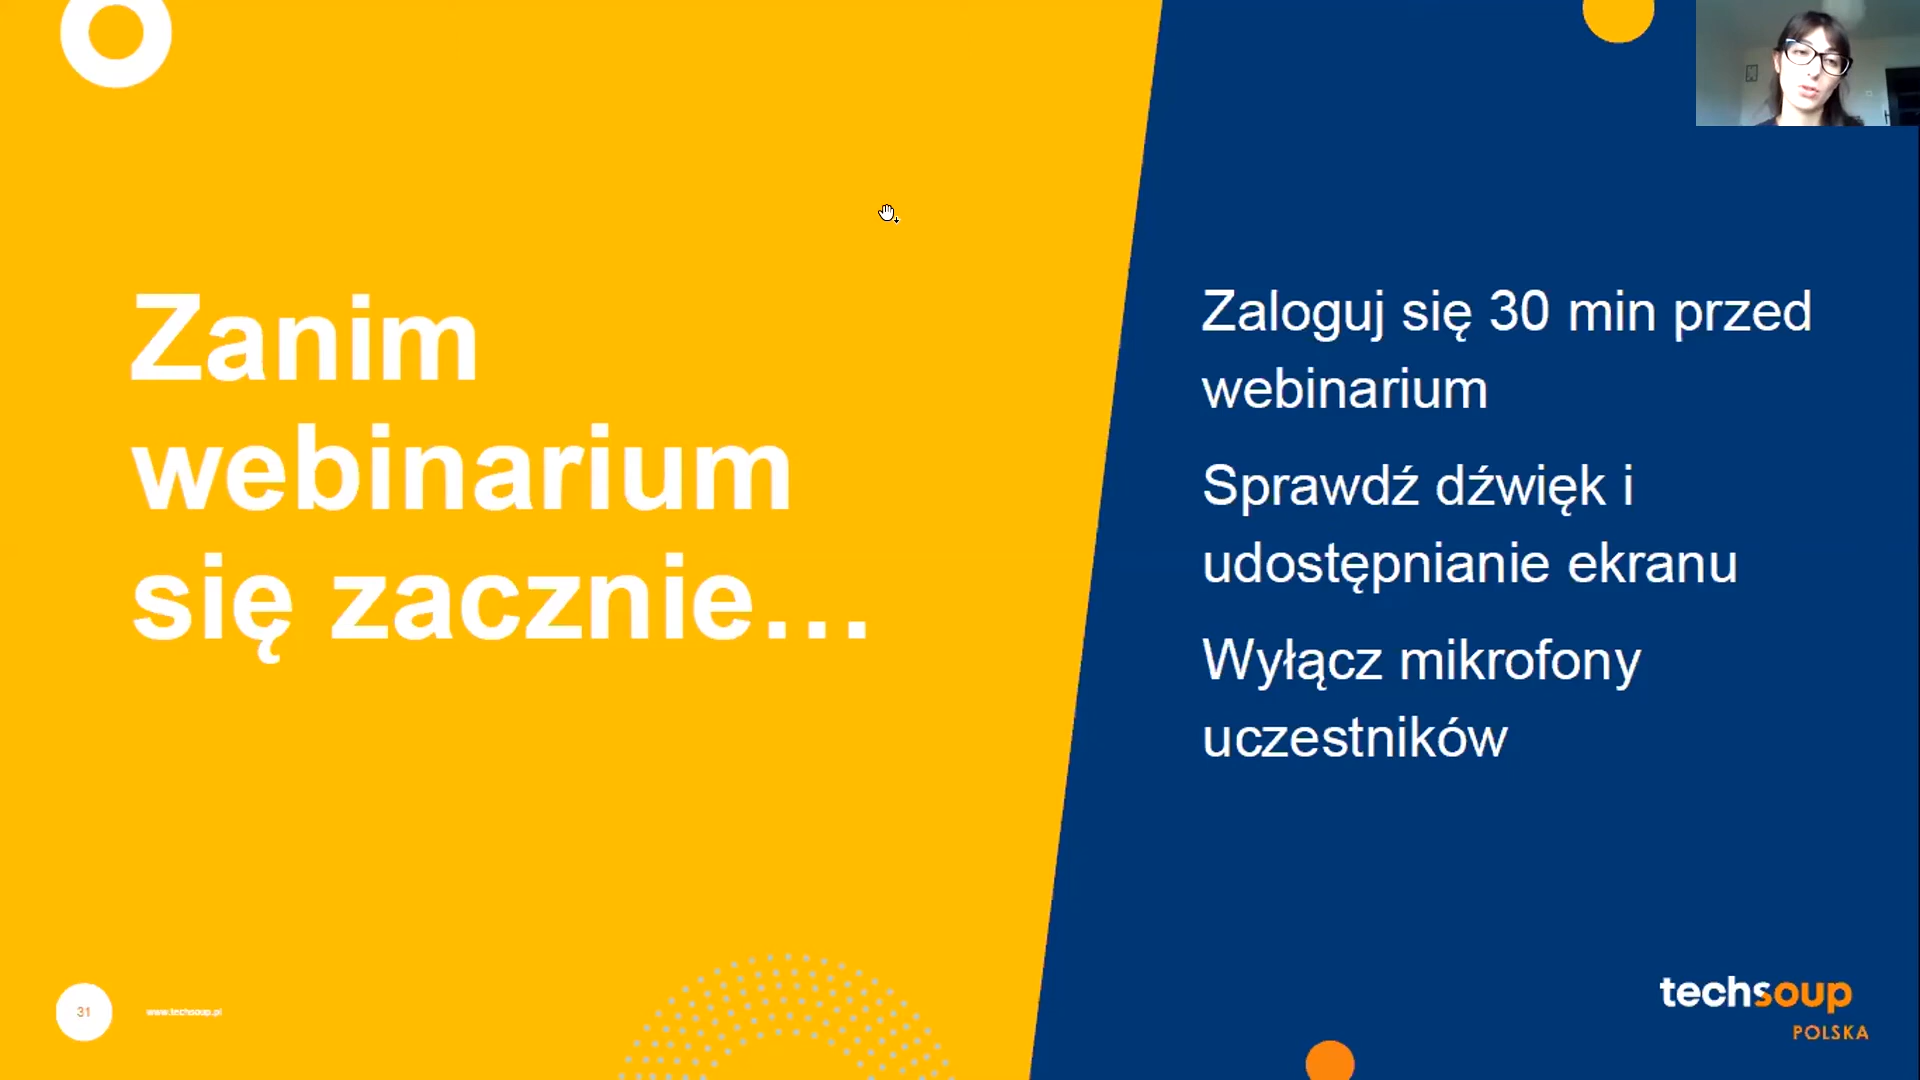 Zanim
webinarium
się zacznie...
Zaloguj się 30 min przed
webinarium
Sprawdź dźwięk i
udostępnianie ekranu
Wyłącz mikrofony
uczestników
31
www.techsoup.pl
techsoup
POLSKA